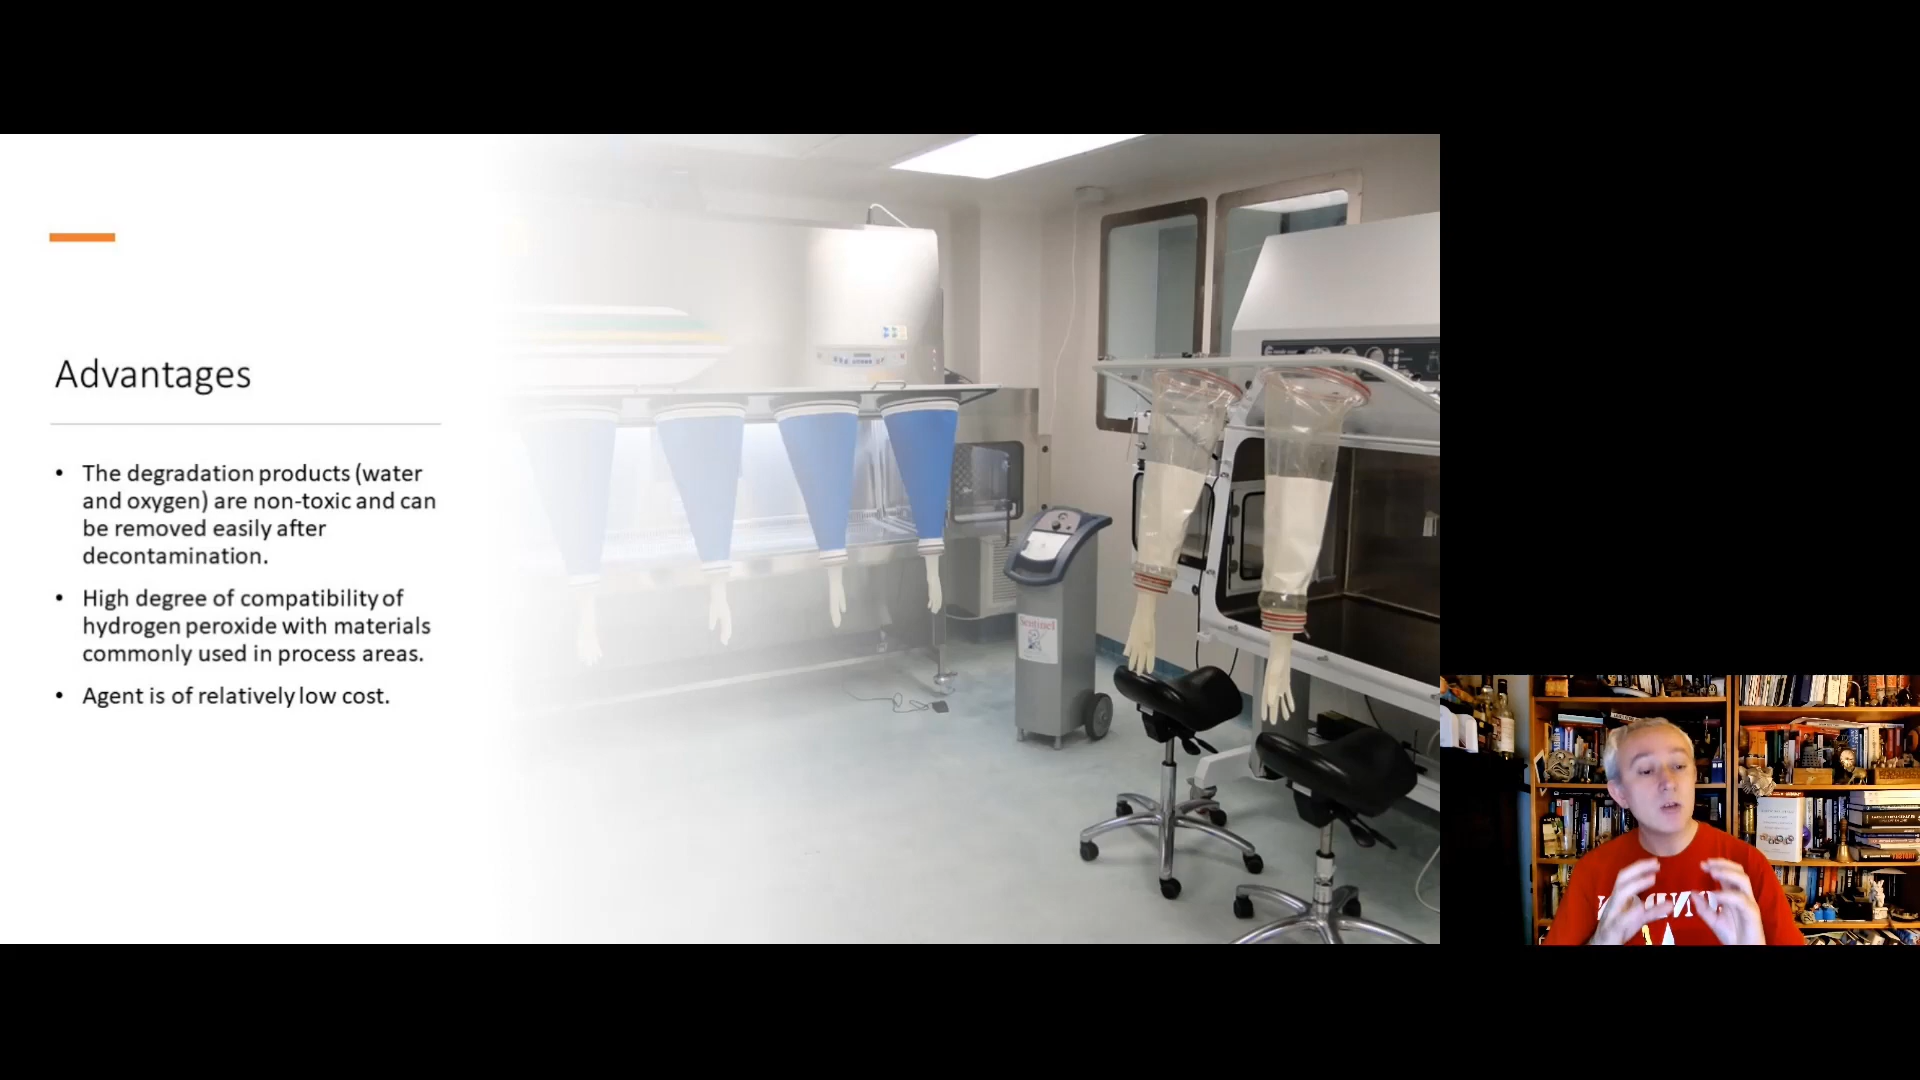 Advantages
• The degradation products (water
and oxygen) are non-toxic and can
be removed easily after
decontamination.
• High degree of compatibility of
hydrogen peroxide with materials
commonly used in process areas.
• Agent is of relatively low cost.
Sentinel